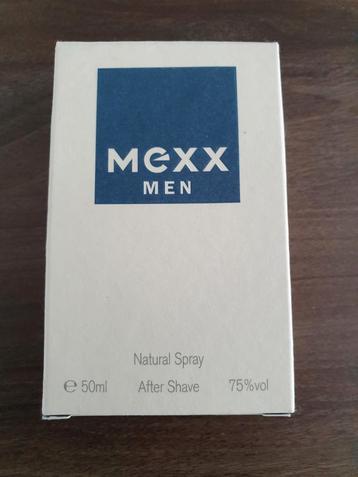 Mexx
MEN
Natural Spray
℮ 50ml After Shave 75%vol